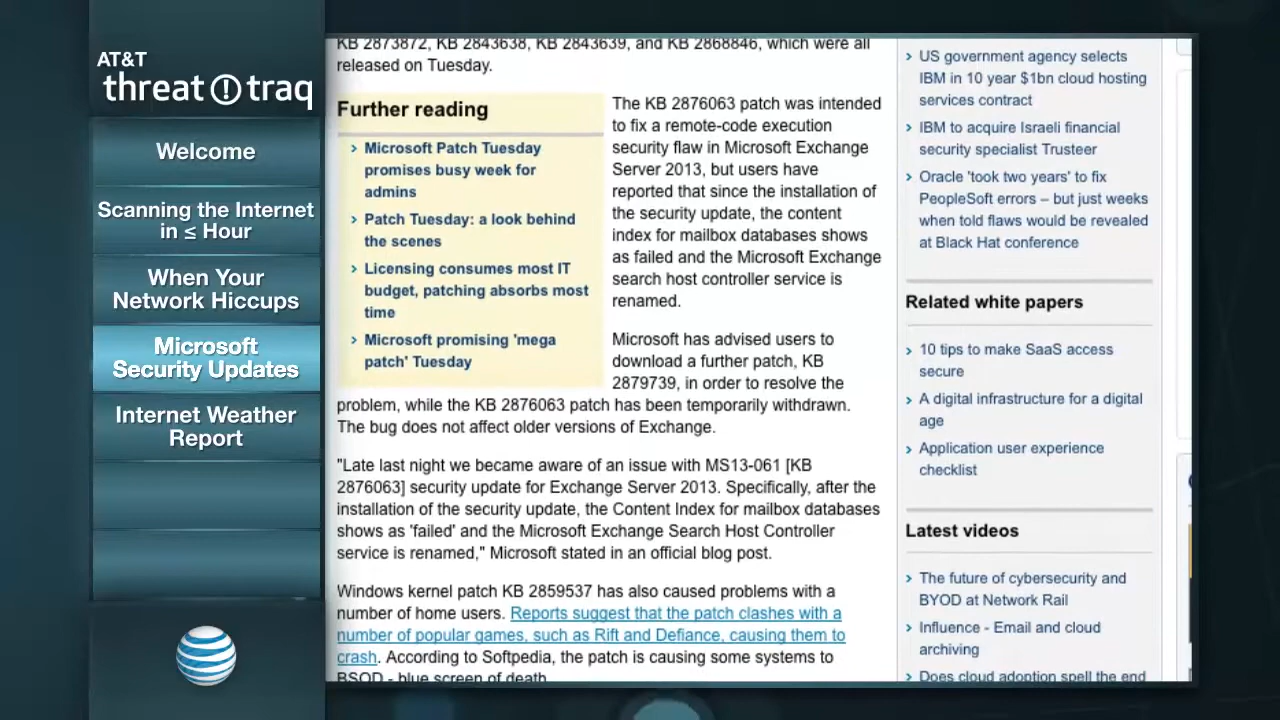 AT&T
threat traq
Welcome
Scanning the Internet
in ≤ Hour
When Your
Network Hiccups
Microsoft
Security Updates
Internet Weather
Report
KB 2873872, KB 2843638, KB 2843639, and KB 2868846, which were all
released on Tuesday.
Further reading
› Microsoft Patch Tuesday
promises busy week for
admins
› Patch Tuesday: a look behind
the scenes
› Licensing consumes most IT
budget, patching absorbs most
time
› Microsoft promising 'mega
patch' Tuesday
The KB 2876063 patch was intended
to fix a remote-code execution
security flaw in Microsoft Exchange
Server 2013, but users have
reported that since the installation of
the security update, the content
index for mailbox databases shows
as failed and the Microsoft Exchange
search host controller service is
renamed.
Microsoft has advised users to
download a further patch, KB
2879739, in order to resolve the
problem, while the KB 2876063 patch has been temporarily withdrawn.
The bug does not affect older versions of Exchange.
"Late last night we became aware of an issue with MS13-061 [KB
2876063] security update for Exchange Server 2013. Specifically, after the
installation of the security update, the Content Index for mailbox databases
shows as 'failed' and the Microsoft Exchange Search Host Controller
service is renamed," Microsoft stated in an official blog post.
Windows kernel patch KB 2859537 has also caused problems with a
number of home users. Reports suggest that the patch clashes with a
number of popular games, such as Rift and Defiance, causing them to
crash. According to Softpedia, the patch is causing some systems to
BSOD - blue screen of death.
› US government agency selects
IBM in 10 year $1bn cloud hosting
services contract
› IBM to acquire Israeli financial
security specialist Trusteer
› Oracle 'took two years' to fix
PeopleSoft errors – but just weeks
when told flaws would be revealed
at Black Hat conference
Related white papers
› 10 tips to make SaaS access
secure
› A digital infrastructure for a digital
age
› Application user experience
checklist
Latest videos
› The future of cybersecurity and
BYOD at Network Rail
› Influence - Email and cloud
archiving
› Does cloud adoption spell the end